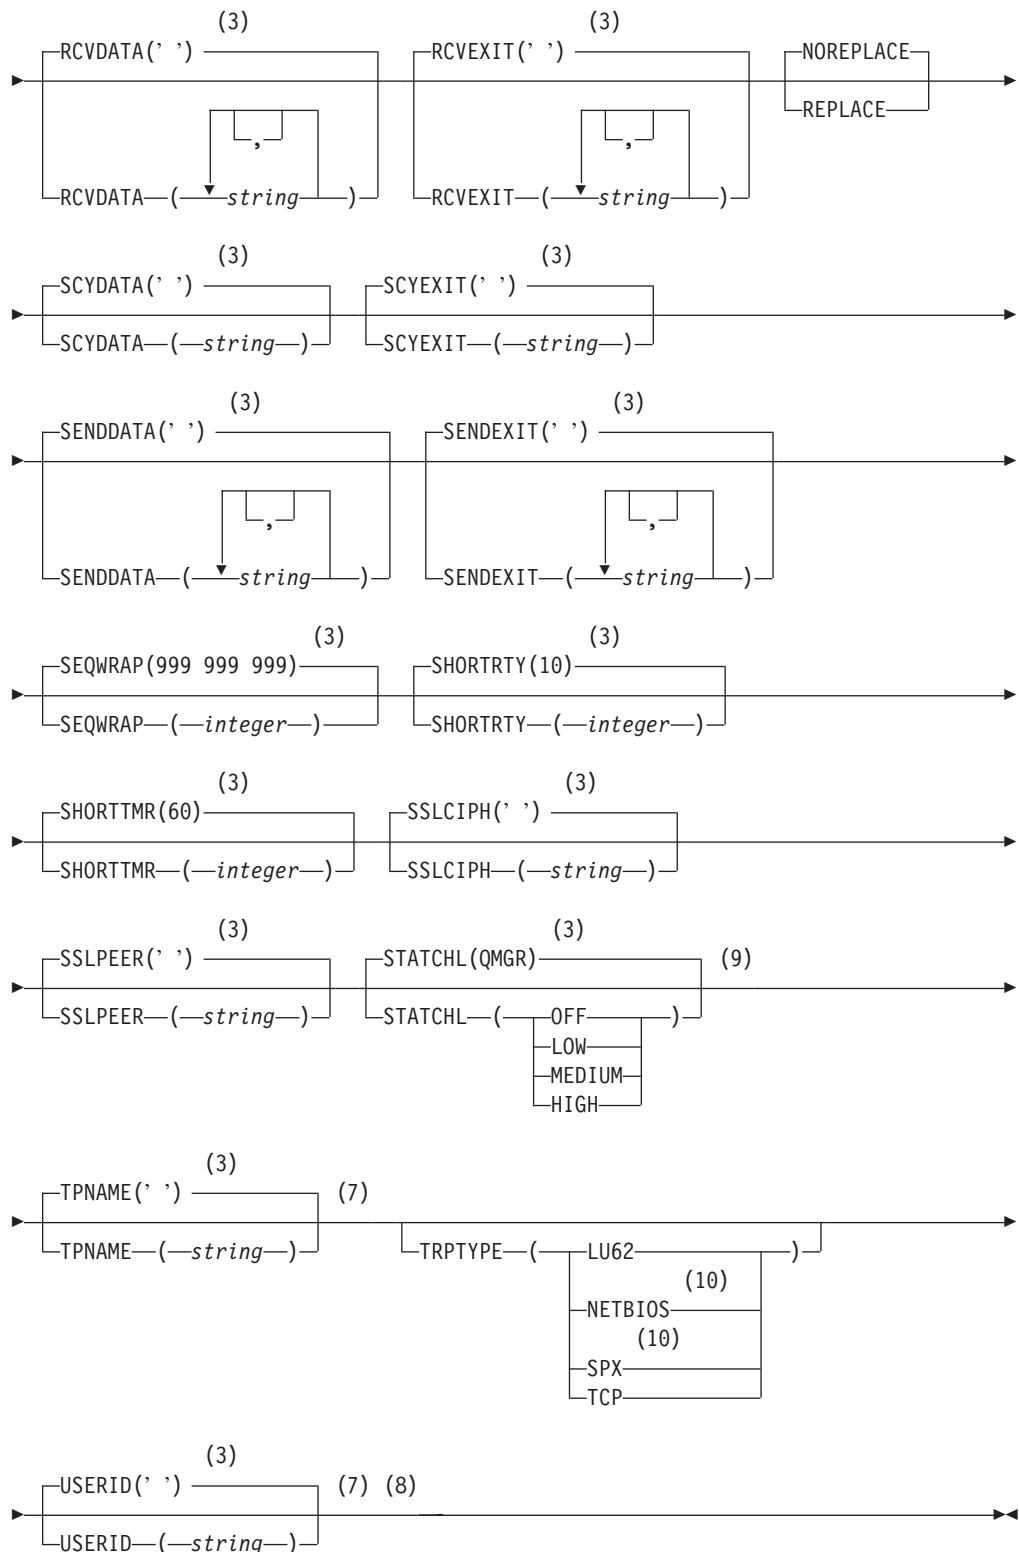 (3) (3)
RCVDATA(' ') RCVEXIT(' ') NOREPLACE
REPLACE
, ,
RCVDATA ( string ) RCVEXIT ( string )
(3) (3)
SCYDATA(' ') SCYEXIT(' ')
SCYDATA ( string ) SCYEXIT ( string )
(3) (3)
SENDDATA(' ') SENDEXIT(' ')
, ,
SENDDATA ( string ) SENDEXIT ( string )
(3) (3)
SEQWRAP(999 999 999) SHORTRTY(10)
SEQWRAP ( integer ) SHORTRTY ( integer )
(3) (3)
SHORTTMR(60) SSLCIPH(' ')
SHORTTMR ( integer ) SSLCIPH ( string )
(3) (3)
SSLPEER(' ') STATCHL(QMGR) (9)
SSLPEER ( string ) STATCHL ( OFF )
LOW
MEDIUM
HIGH
(3)
TPNAME(' ') (7)
TPNAME ( string ) TRPTYPE ( LU62 )
(10)
NETBIOS
(10)
SPX
TCP
(3)
USERID(' ') (7) (8)
USERID ( string )